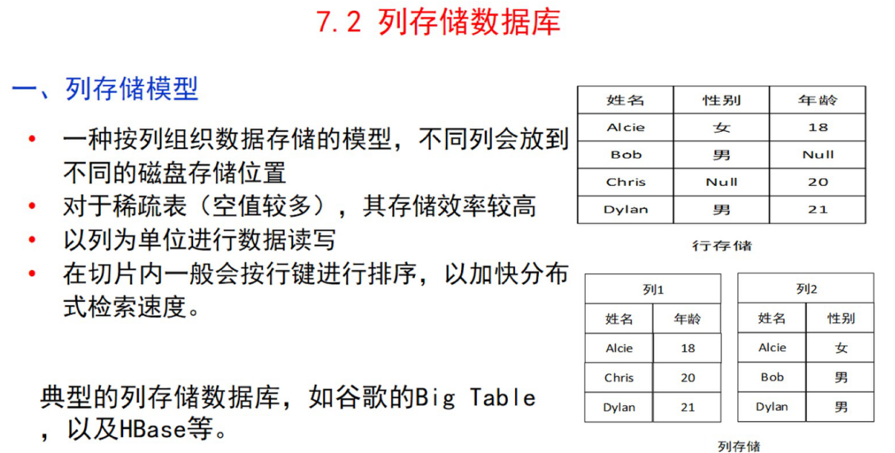 7.2 列存储数据库
一、列存储模型
• 一种按列组织数据存储的模型，不同列会放到
不同的磁盘存储位置
• 对于稀疏表（空值较多），其存储效率较高
• 以列为单位进行数据读写
• 在切片内一般会按行键进行排序，以加快分布
式检索速度。
典型的列存储数据库，如谷歌的Big Table
，以及HBase等。
姓名 性别 年龄
Alcie 女 18
Bob 男 Null
Chris Null 20
Dylan 男 21
行存储
列1
姓名 年龄
Alcie 18
Chris 20
Dylan 21
列2
姓名 性别
Alcie 女
Bob 男
Dylan 男
列存储